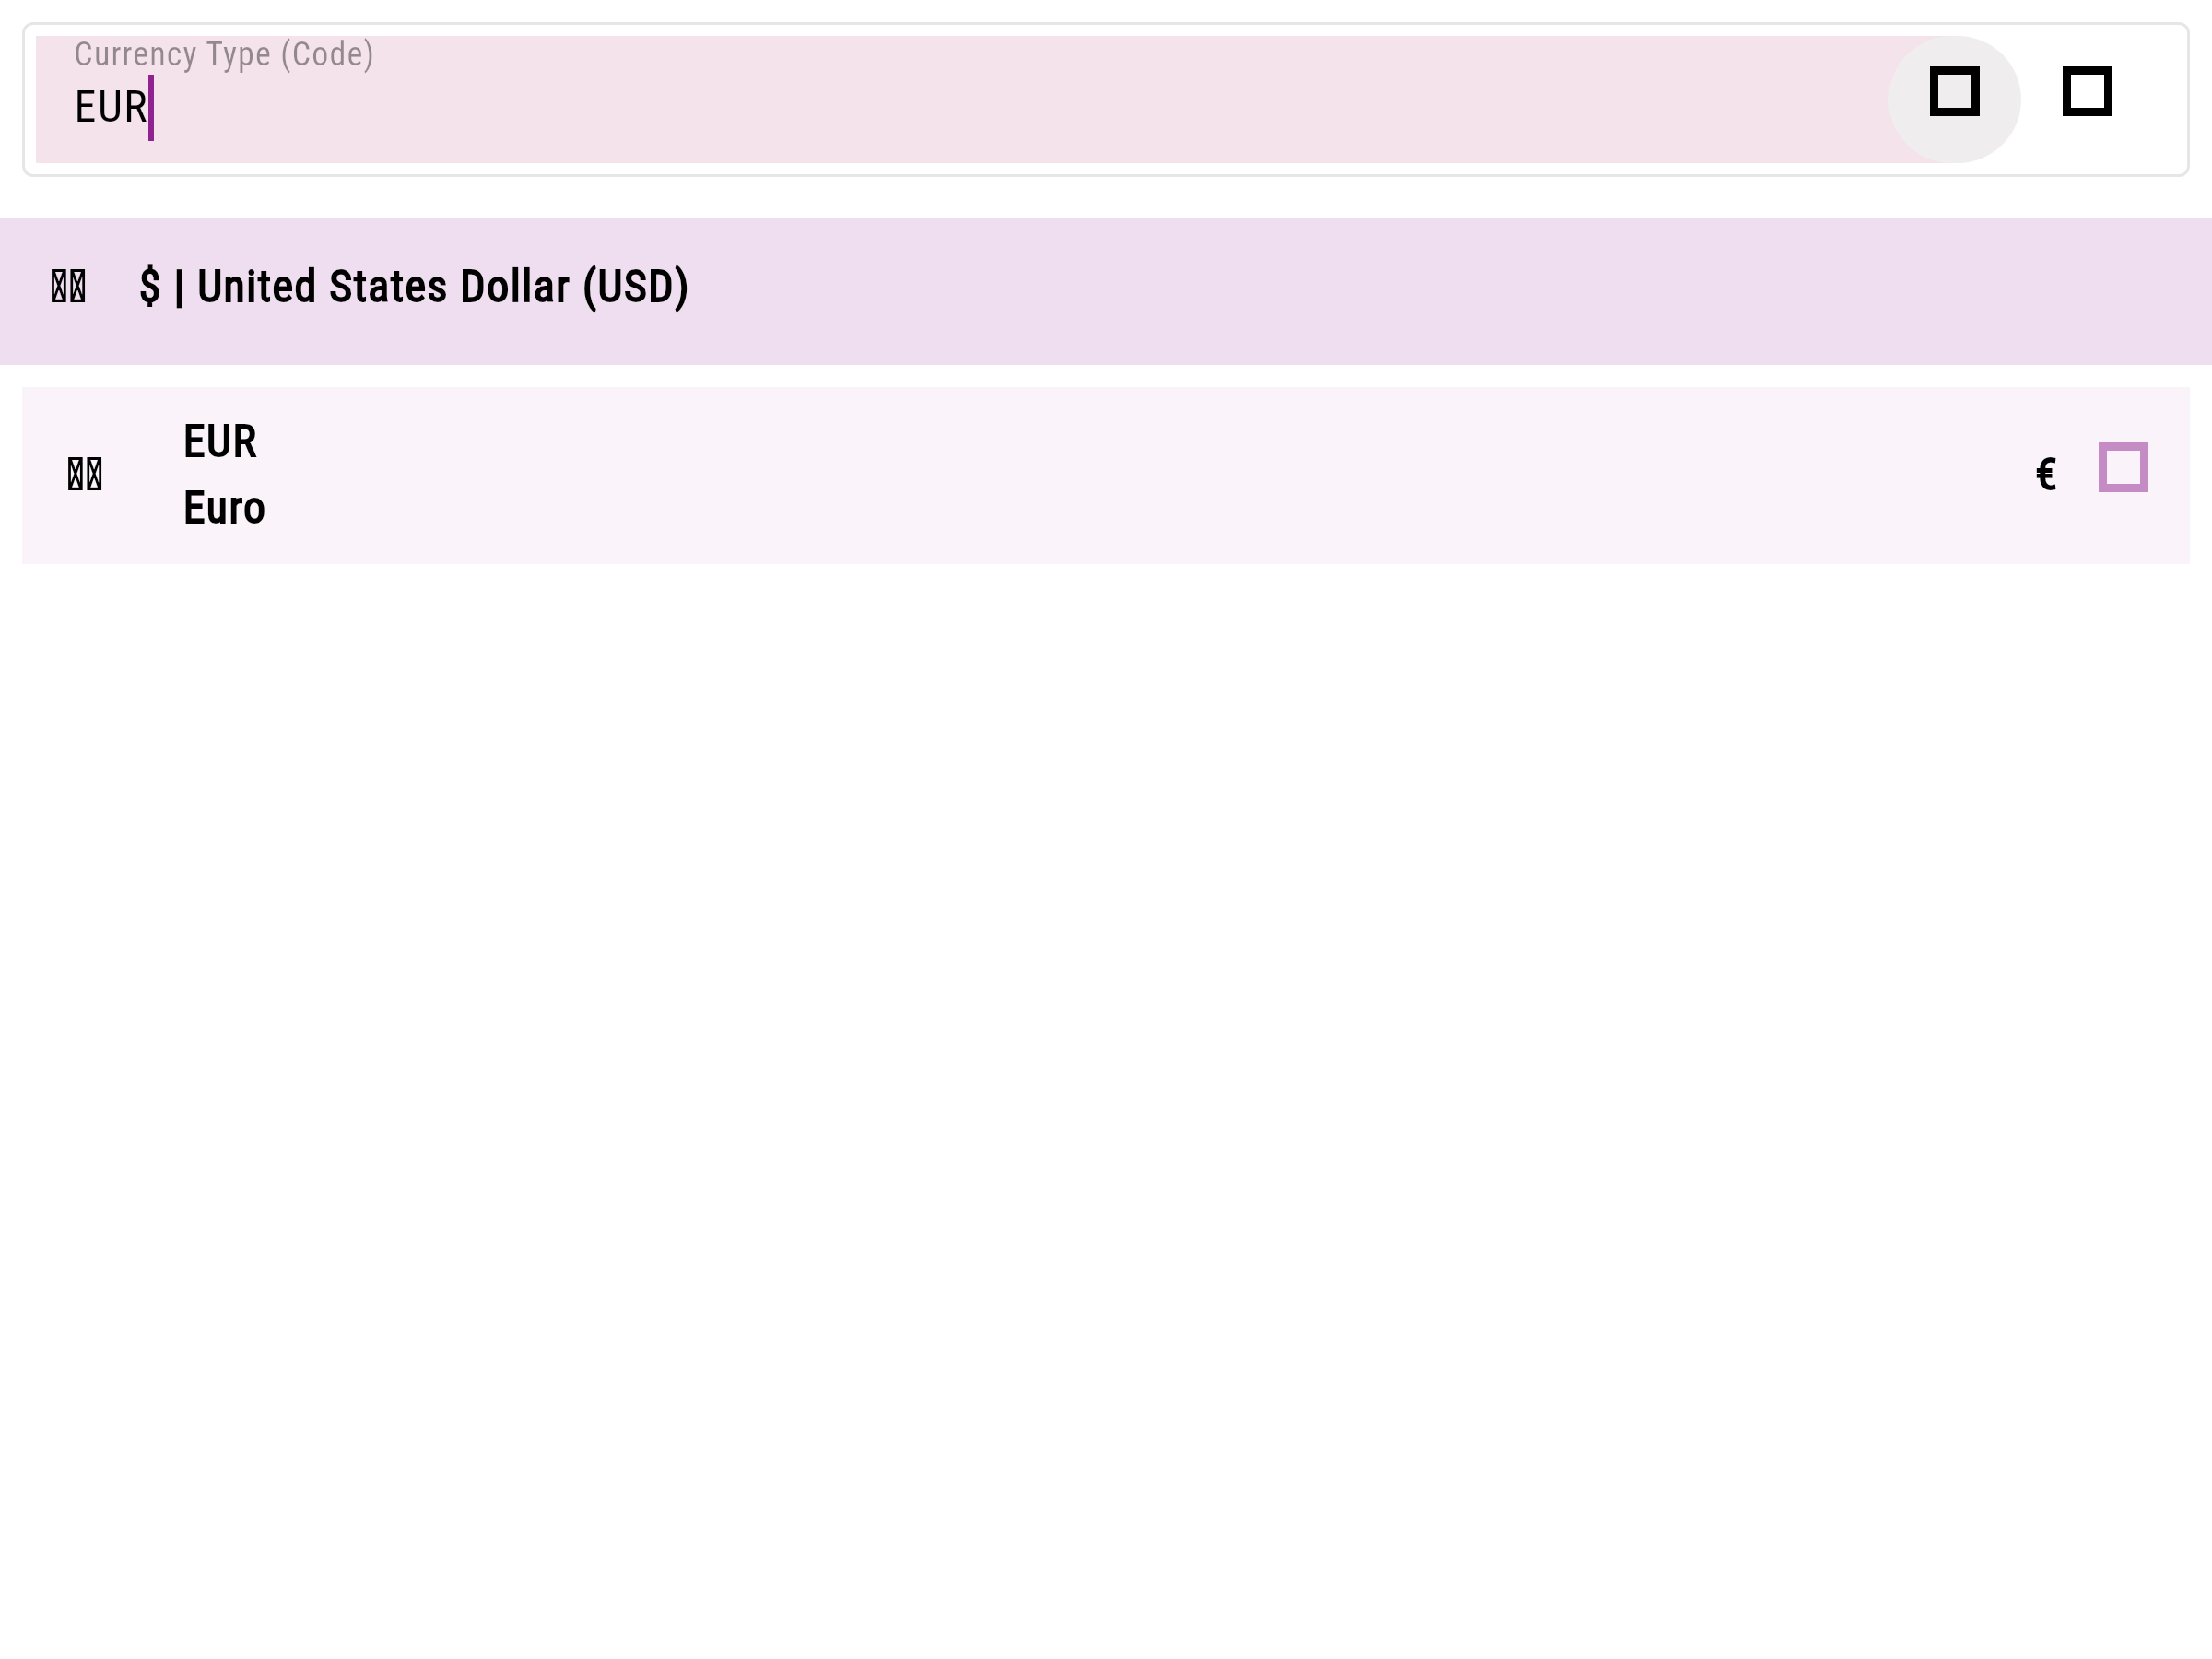 Currency Type (Code)
EUR
$ | United States Dollar (USD)
EUR
Euro
€